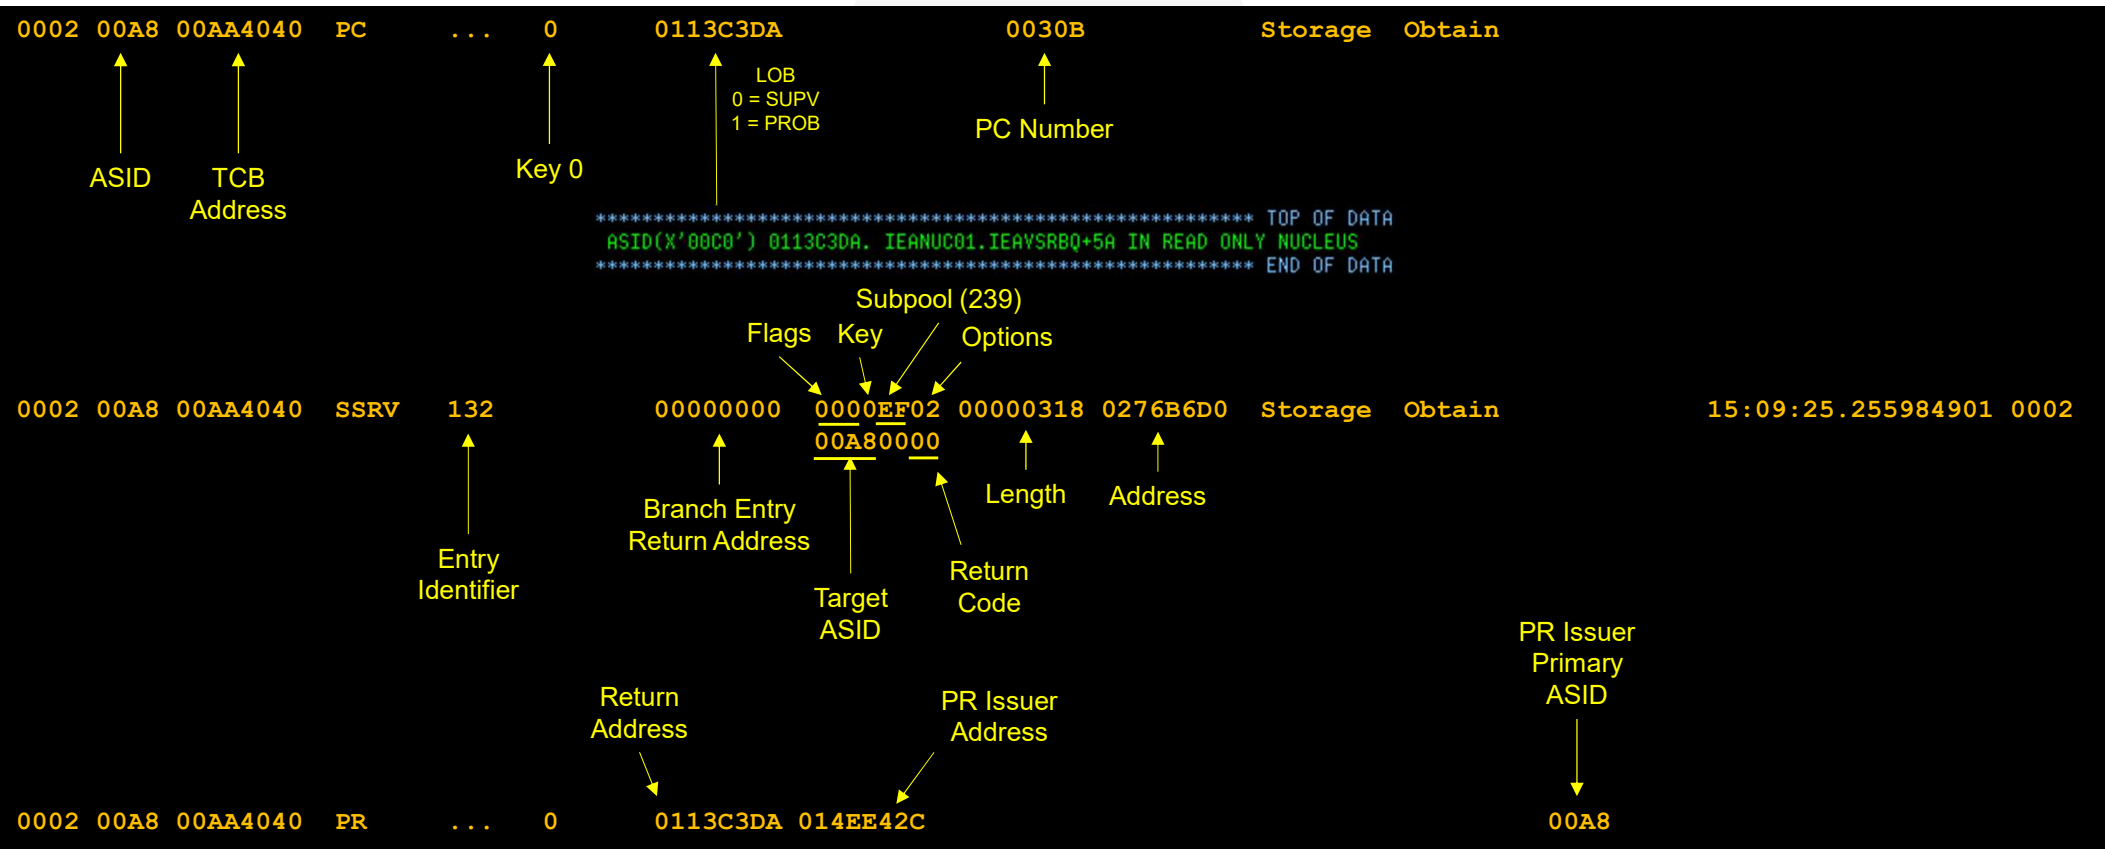 0002 00A8 00AA4040 PC ... 0 0113C3DA 0030B Storage Obtain
LOB
0 = SUPV
1 = PROB
PC Number
Key 0
ASID
TCB
Address
********************************************************* TOP OF DATA
ASID(X'00C0') 0113C3DA. IEANUC01.IEAVSRBQ+5A IN READ ONLY NUCLEUS
********************************************************* END OF DATA
Subpool (239)
Flags Key Options
0002 00A8 00AA4040 SSRV 132 00000000 0000EF02 00000318 0276B6D0 Storage Obtain 15:09:25.255984901 0002
00A80000
Length Address
Branch Entry
Return Address
Entry
Identifier
Return
Code
Target
ASID
PR Issuer
Primary
ASID
Return
Address
PR Issuer
Address
0002 00A8 00AA4040 PR ... 0 0113C3DA 014EE42C 00A8